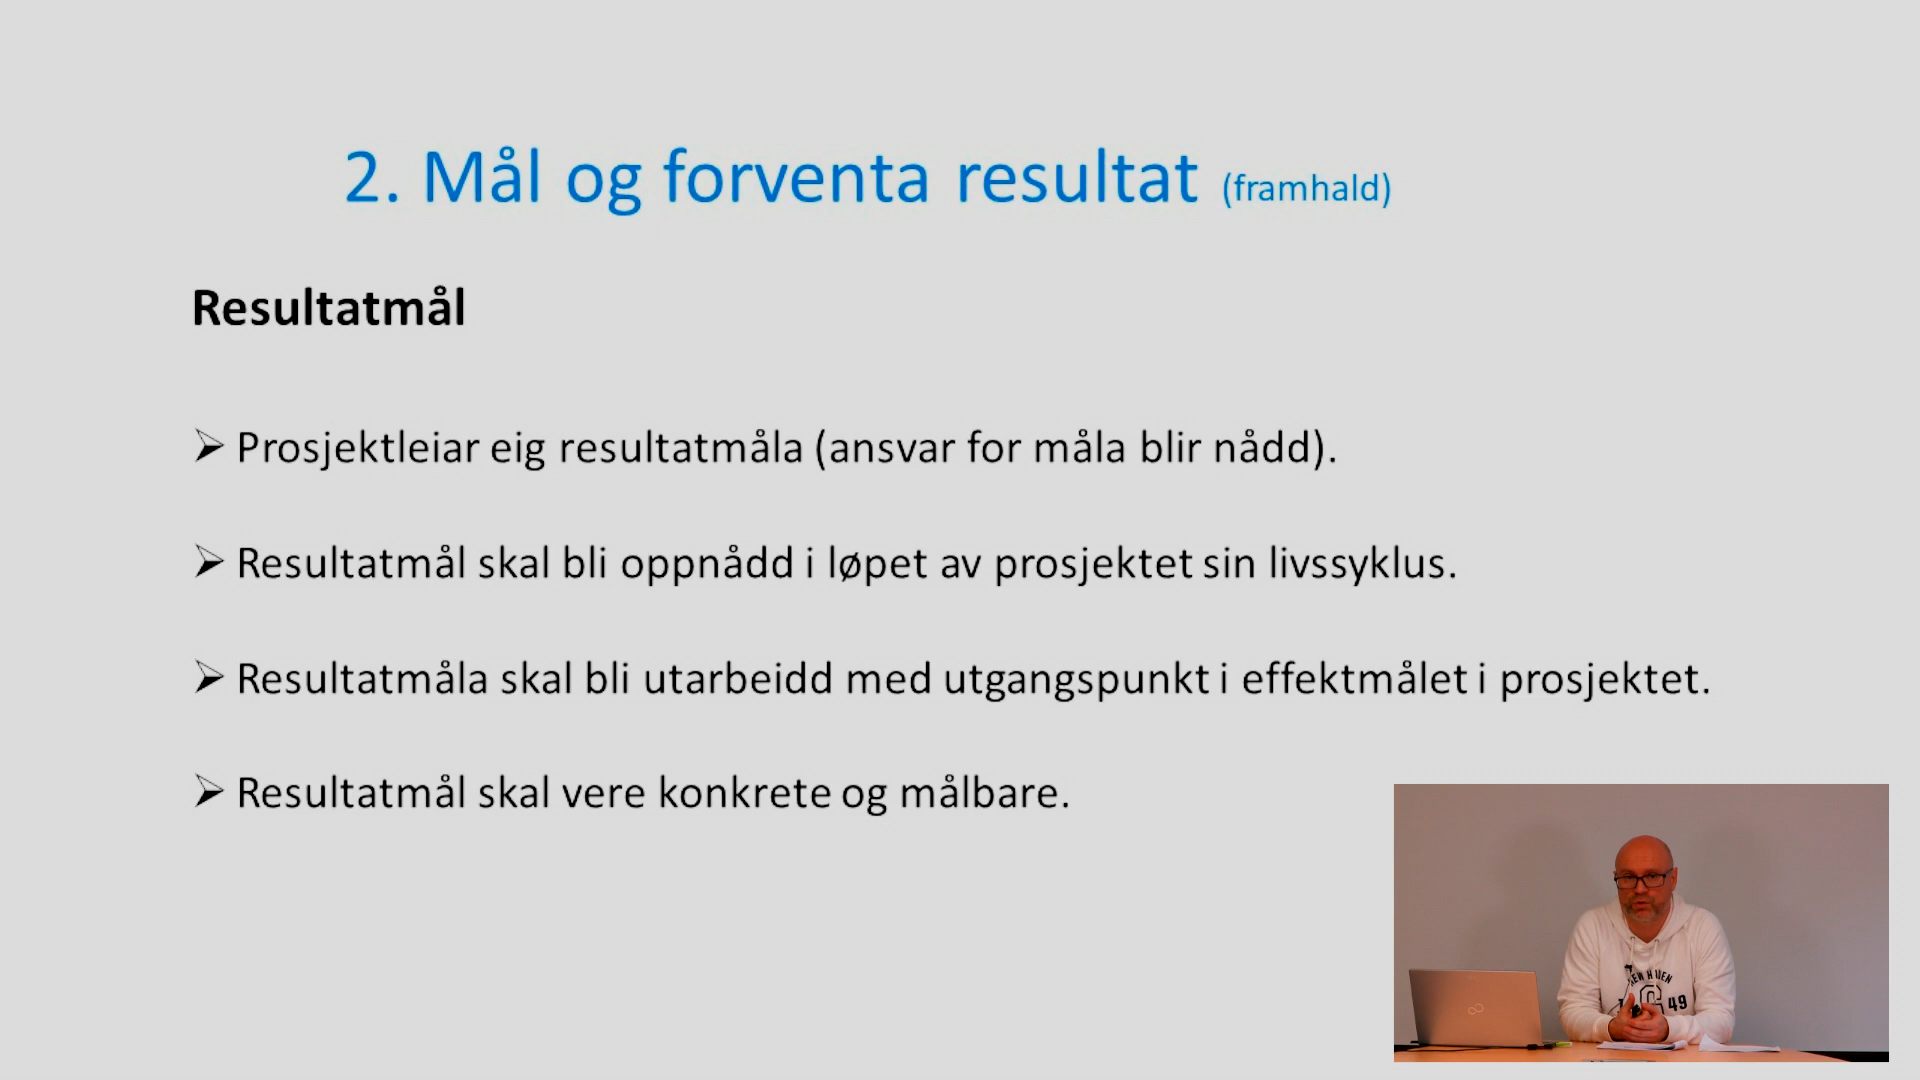 2. Mål og forventa resultat (framhald)
Resultatmål
➢ Prosjektleiar eig resultatmåla (ansvar for måla blir nådd).
➢ Resultatmål skal bli oppnådd i løpet av prosjektet sin livssyklus.
➢ Resultatmåla skal bli utarbeidd med utgangspunkt i effektmålet i prosjektet.
➢ Resultatmål skal vere konkrete og målbare.
49